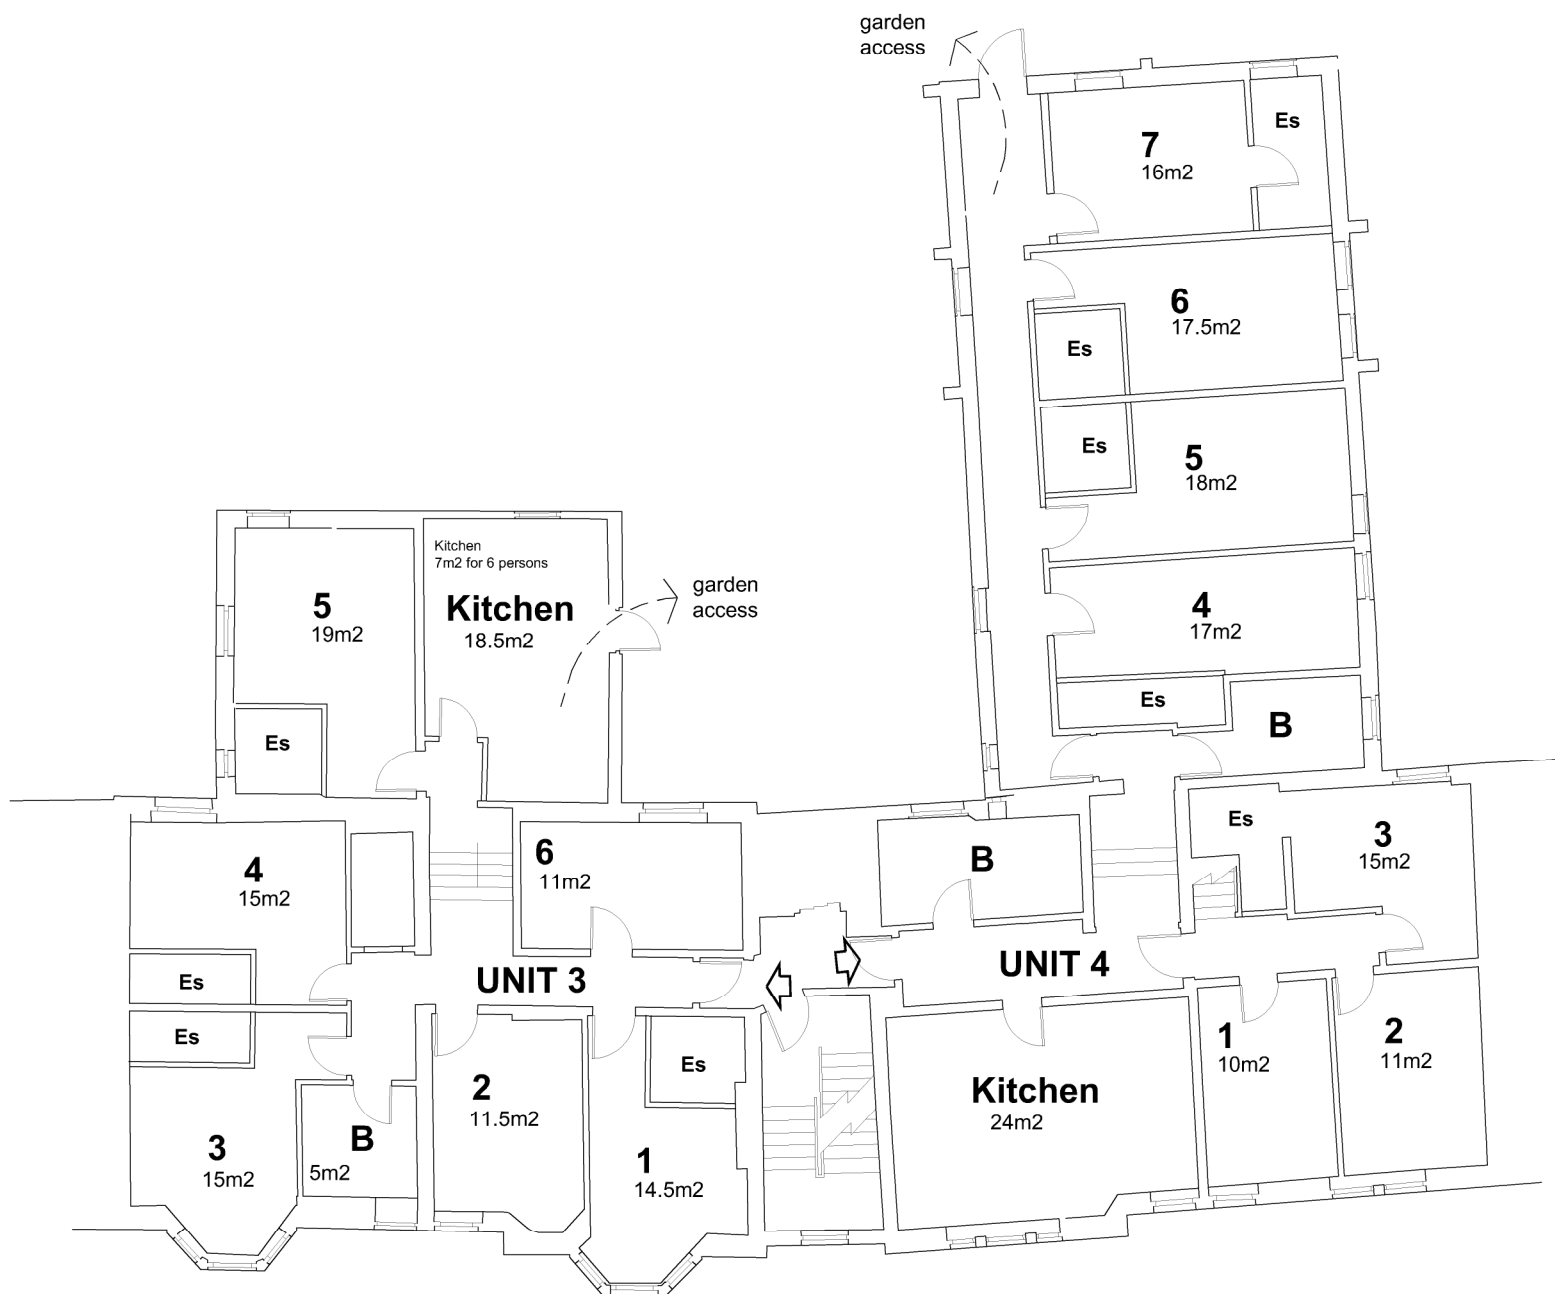 garden
access
Es
7
16m2
6
17.5m2
Es
Es
5
18m2
4
17m2
Es
B
Kitchen
7m2 for 6 persons
Kitchen
18.5m2
garden
access
5
19m2
Es
4
15m2
6
11m2
B
Es
3
15m2
Es
UNIT 3
UNIT 4
Es
3
15m2
B
5m2
2
11.5m2
Es
1
14.5m2
Kitchen
24m2
1
10m2
2
11m2